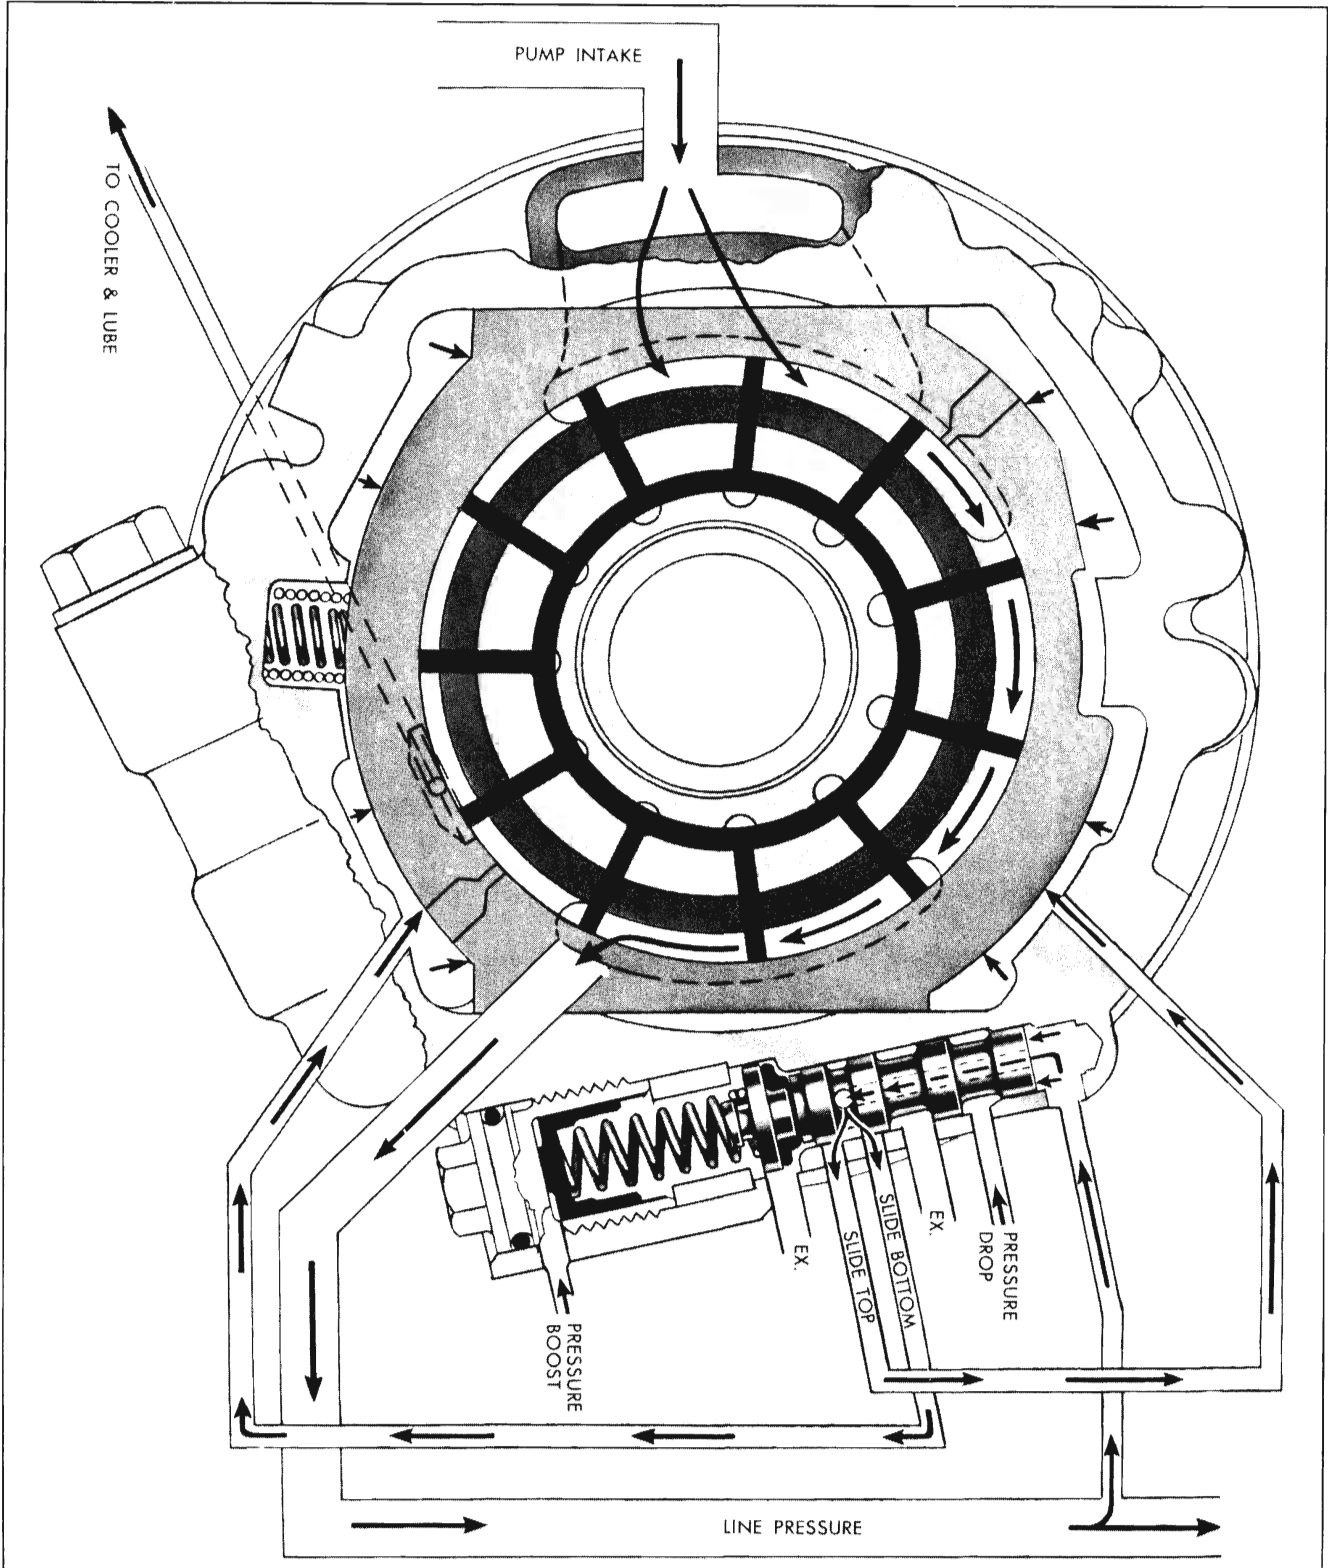 PUMP INTAKE
TO COOLER & LUBE
EX.
SLIDE TOP
SLIDE BOTTOM
EX.
PRESSURE
DROP
PRESSURE
BOOST
LINE PRESSURE